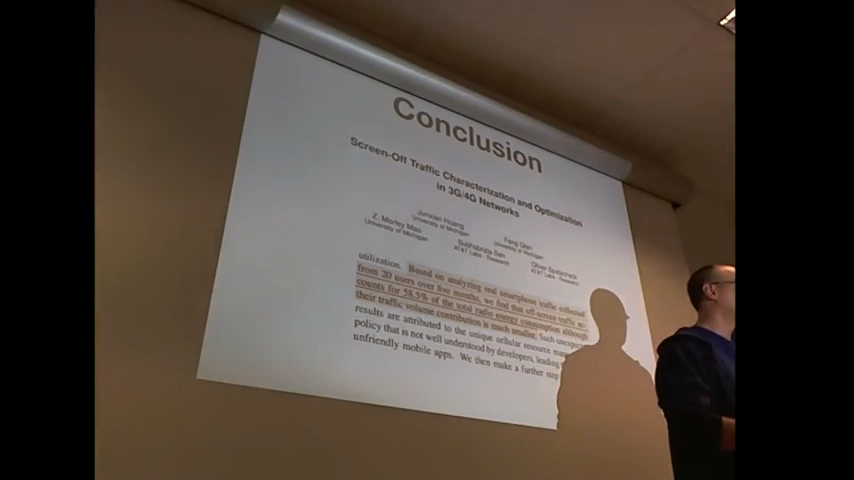 Conclusion
Screen-Off Traffic Characterization and Optimization
in 3G/4G Networks
Junxian Huang
University of Michigan
Feng Qian
University of Michigan
Z. Morley Mao
University of Michigan
Subhabrata Sen
AT&T Labs - Research
Oliver Spatscheck
AT&T Labs - Research
utilization. Based on analyzing real smartphone traffic collected
from 20 users over five months, we find that off-screen traffic ac-
counts for 58.5% of the total radio energy consumption although
their traffic volume contribution is much smaller. Such unexpected
results are attributed to the unique cellular resource
policy that is not well understood by developers, leading
unfriendly mobile apps. We then make a further